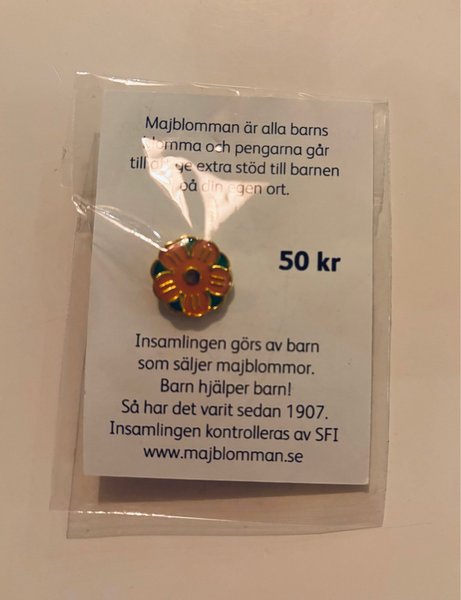 Majblomman är alla barns
blomma och pengarna går
till att ge extra stöd till barnen
på din egen ort.
50 kr
Insamlingen görs av barn
som säljer majblommor.
Barn hjälper barn!
Så har det varit sedan 1907.
Insamlingen kontrolleras av SFI
www.majblomman.se